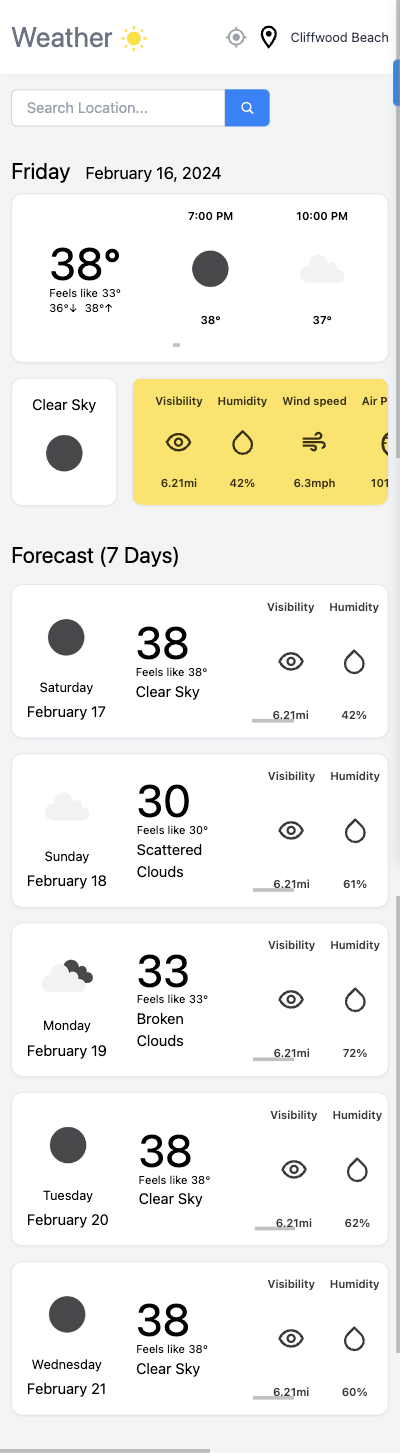 Weather
Cliffwood Beach
Search Location...
Friday February 16, 2024
7:00 PM 10:00 PM
38°
Feels like 33°
36°↓ 38°↑
38° 37°
Clear Sky
Visibility Humidity Wind speed Air P
6.21mi 42% 6.3mph 101
Forecast (7 Days)
Visibility Humidity
38
Feels like 38°
Clear Sky
Saturday
February 17
6.21mi 42%
Visibility Humidity
30
Feels like 30°
Scattered
Clouds
Sunday
February 18
6.21mi 61%
Visibility Humidity
33
Feels like 33°
Broken
Clouds
Monday
February 19
6.21mi 72%
Visibility Humidity
38
Feels like 38°
Clear Sky
Tuesday
February 20
6.21mi 62%
Visibility Humidity
38
Feels like 38°
Clear Sky
Wednesday
February 21
6.21mi 60%